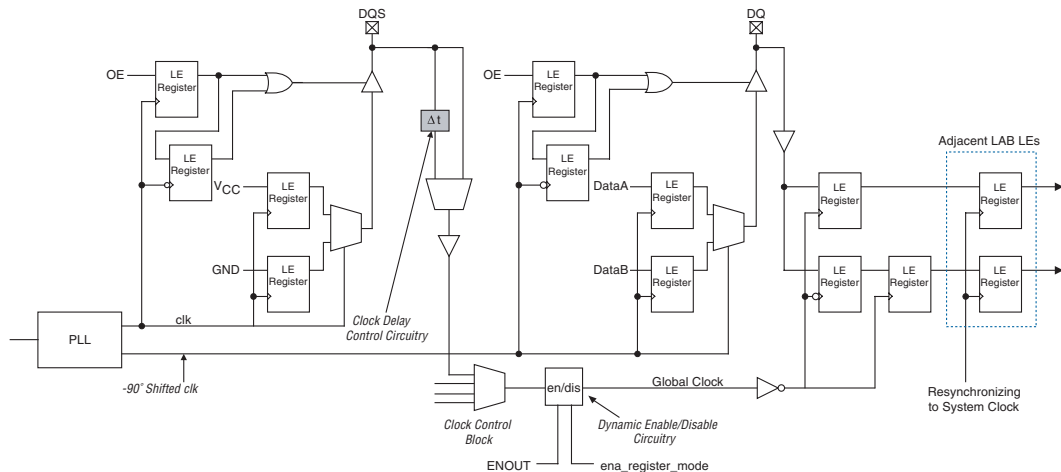 DQS
DQ
OE
LE
Register
LE
Register
V_CC
LE
Register
GND
LE
Register
Δt
Clock Delay
Control Circuitry
PLL
clk
-90° Shifted clk
OE
LE
Register
LE
Register
DataA
LE
Register
DataB
LE
Register
Adjacent LAB LEs
LE
Register
LE
Register
LE
Register
LE
Register
LE
Register
Clock Control
Block
en/dis
Global Clock
Dynamic Enable/Disable
Circuitry
ENOUT
ena_register_mode
Resynchronizing
to System Clock